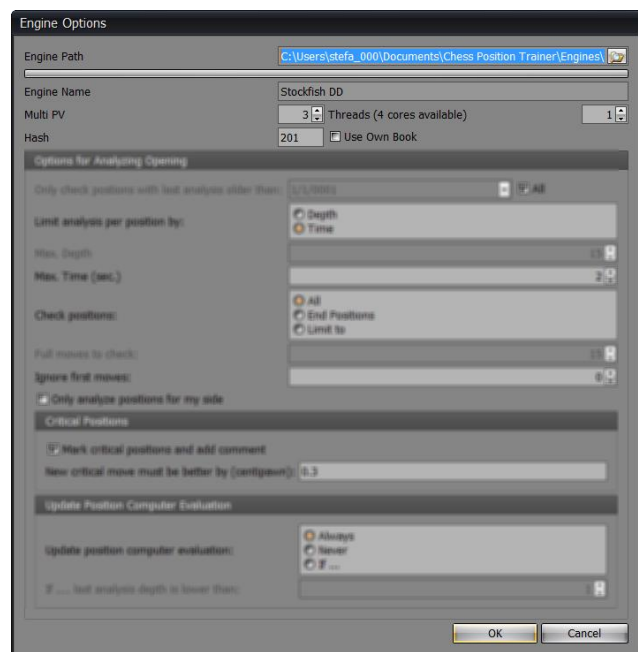 Engine Options
Engine Path C:\Users\stefa_000\Documents\Chess Position Trainer\Engines\
Engine Name Stockfish DD
Multi PV 3 Threads (4 cores available) 1
Hash 201 Use Own Book
Options for Analyzing Opening
Only check positions with last analysis older than: 1/1/0001 All
Limit analysis per position by: Depth
Time
Max. Depth 15
Max. Time (sec.) 2
Check positions: All
End Positions
Limit to
Full moves to check: 15
Ignore first moves: 0
Only analyze positions for my side
Critical Positions
Mark critical positions and add comment
New critical move must be better by (centipawn): 0.3
Update Position Computer Evaluation
Update position computer evaluation: Always
Never
If ...
If .... last analysis depth is lower than:
OK Cancel